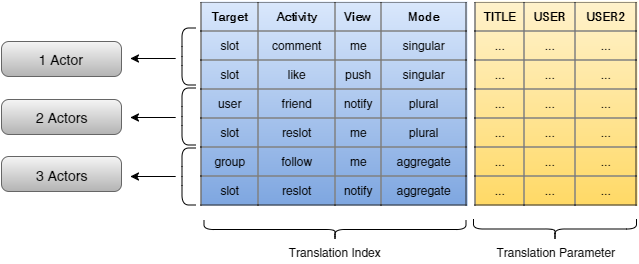 Target Activity View Mode TITLE USER USER2
slot comment me singular ... ... ...
1 Actor
slot like push singular ... ... ...
user friend notify plural ... ... ...
2 Actors
slot reslot me plural ... ... ...
group follow me aggregate ... ... ...
3 Actors
slot reslot notify aggregate ... ... ...
Translation Index Translation Parameter